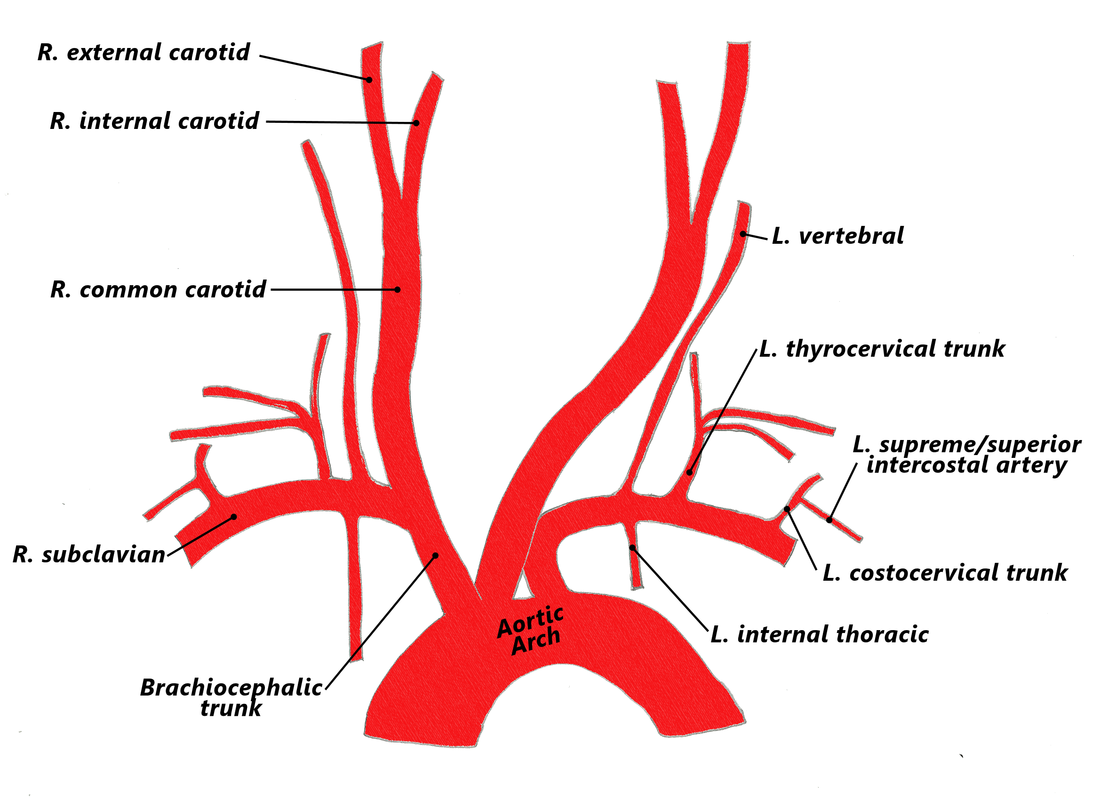 R. external carotid
R. internal carotid
R. common carotid
R. subclavian
Brachiocephalic
trunk
Aortic
Arch
L. vertebral
L. thyrocervical trunk
L. supreme/superior
intercostal artery
L. costocervical trunk
L. internal thoracic